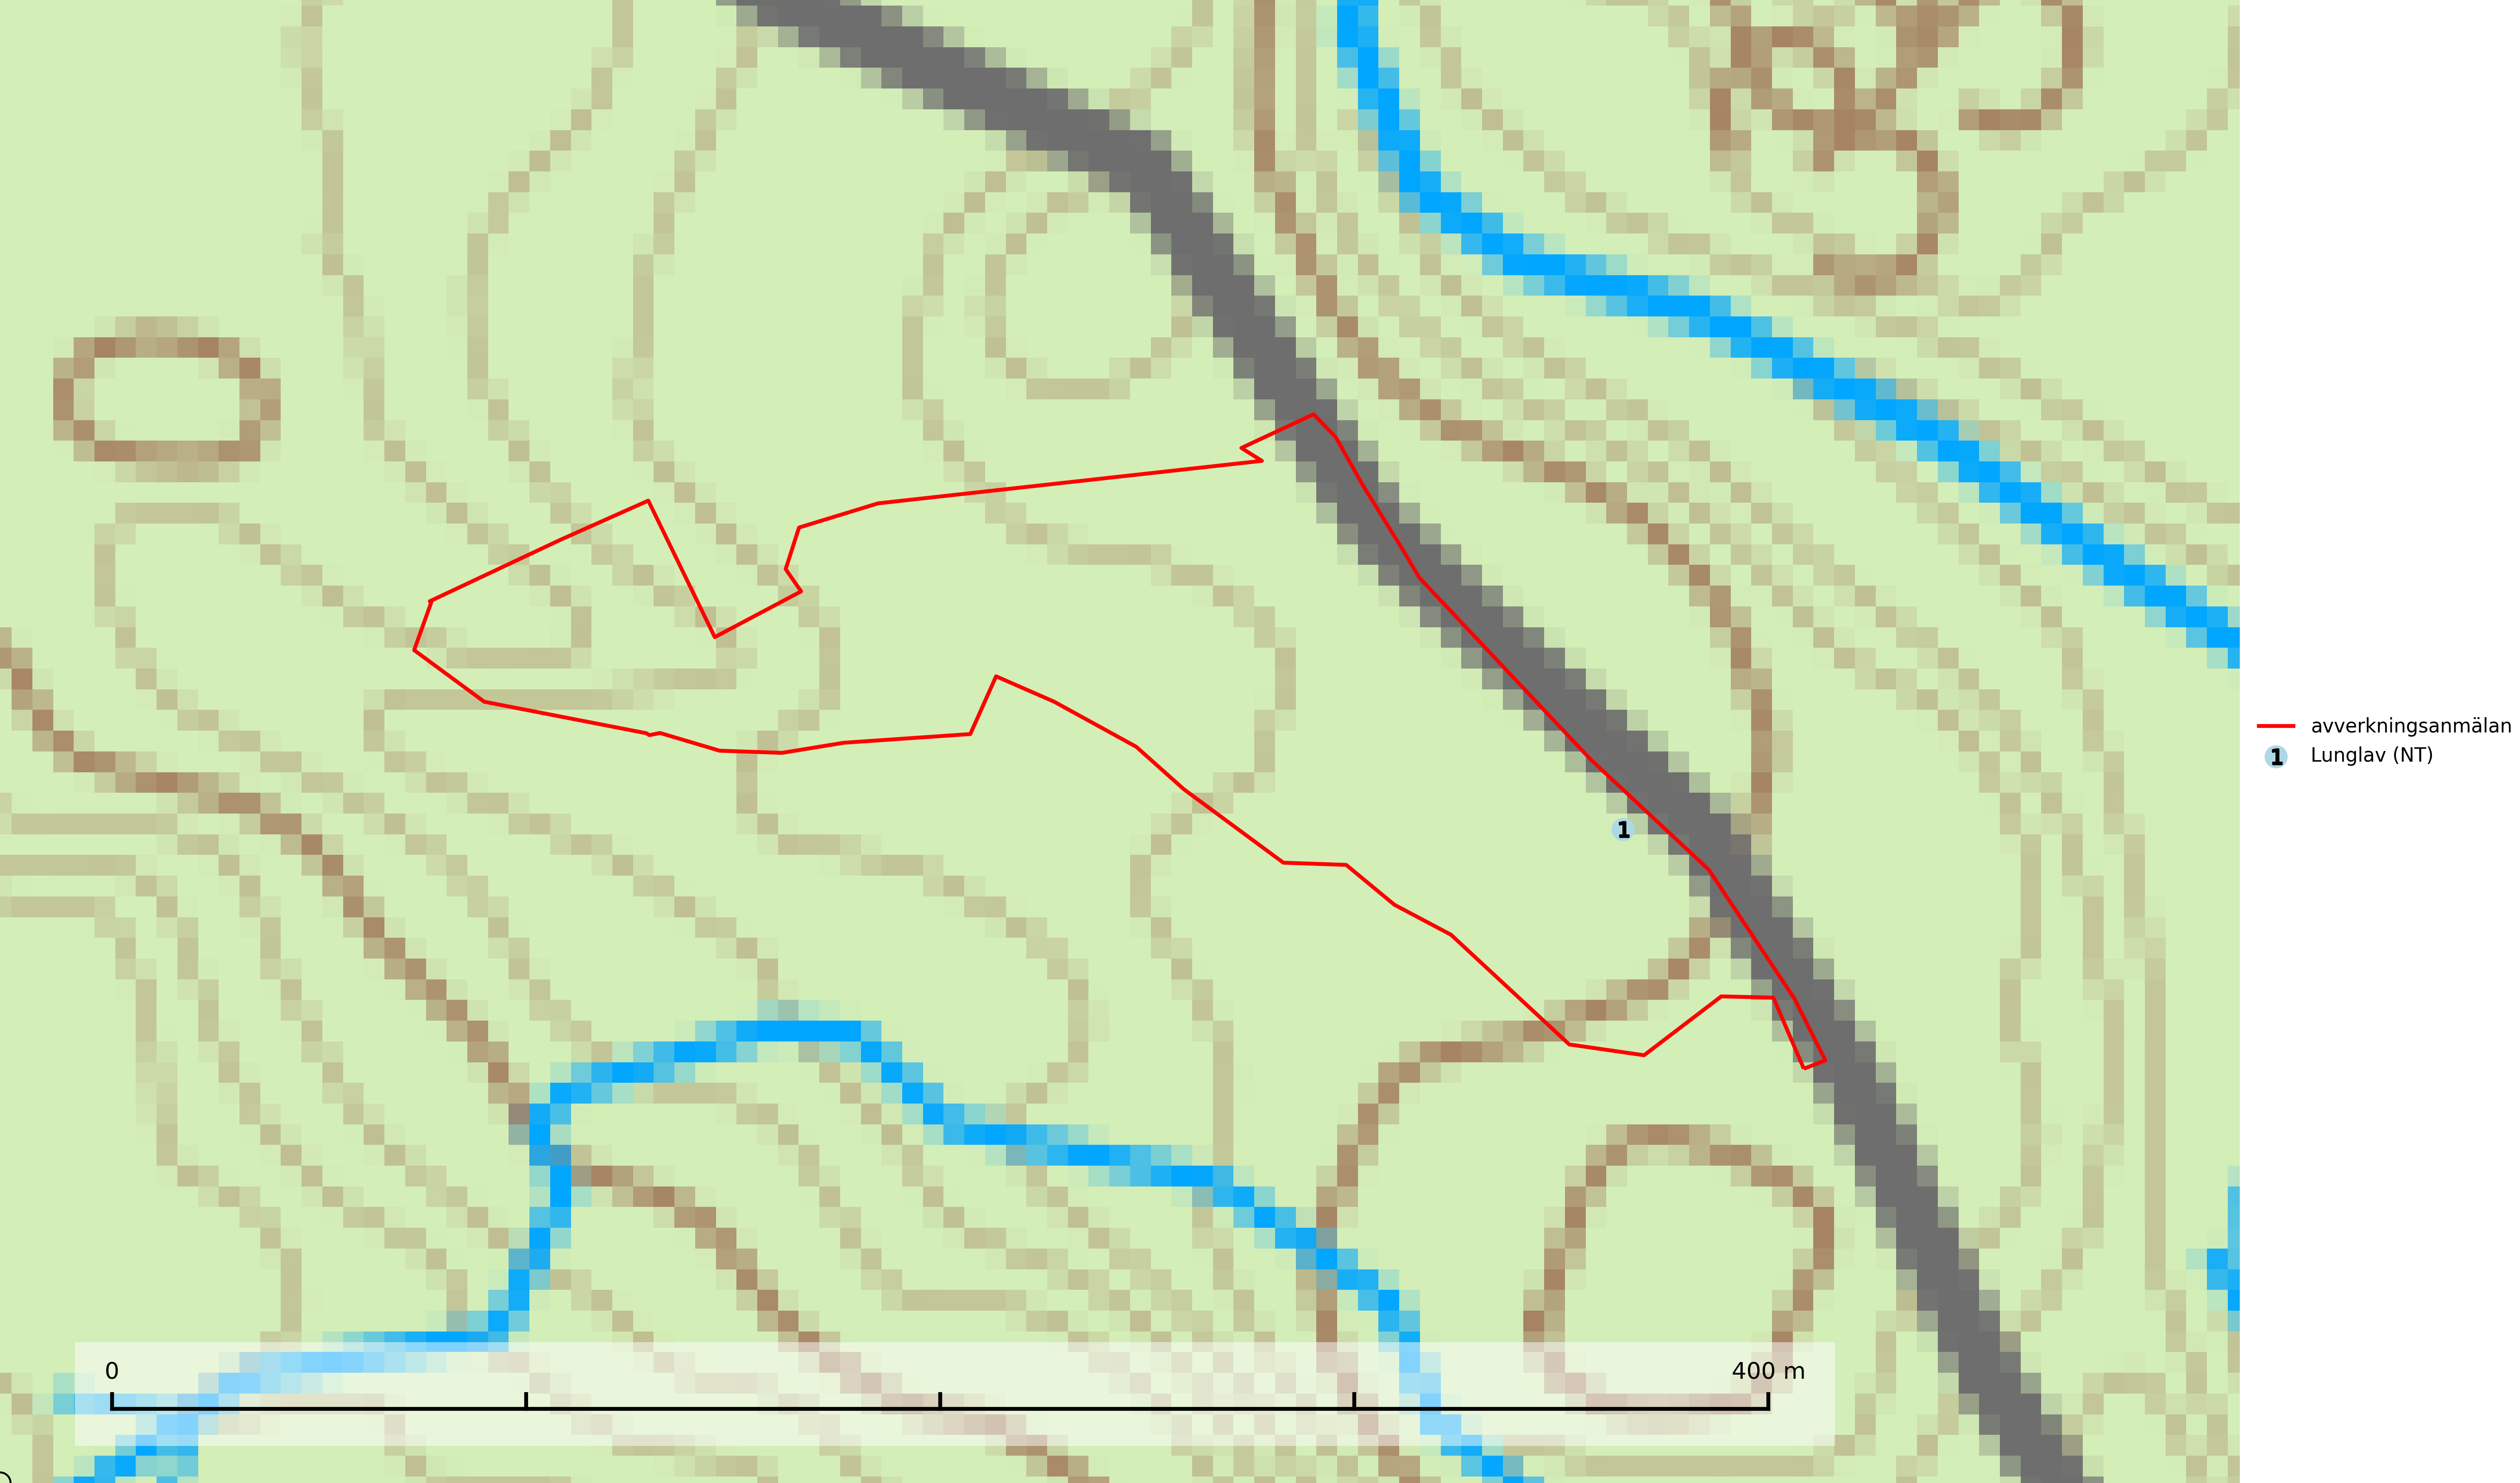 avverkningsanmälan
1 Lunglav (NT)
1
0 400 m